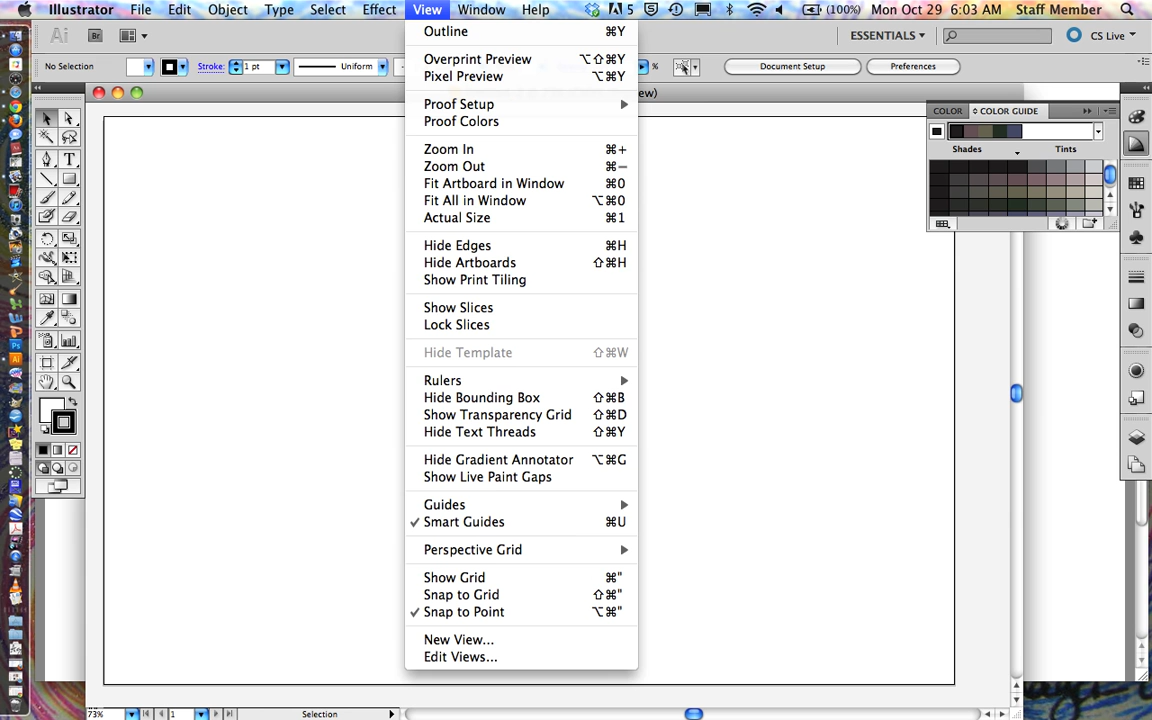 Illustrator File Edit Object Type Select Effect View Window Help 5 (100%) Mon Oct 29 6:03 AM Staff Member
Ai Br ESSENTIALS CS Live
No Selection Stroke: 1 pt Uniform % Document Setup Preferences
Outline ⌘Y
Overprint Preview ⌥⇧⌘Y
Pixel Preview ⌥⌘Y
Proof Setup
Proof Colors
Zoom In ⌘+
Zoom Out ⌘−
Fit Artboard in Window ⌘0
Fit All in Window ⌥⌘0
Actual Size ⌘1
Hide Edges ⌘H
Hide Artboards ⇧⌘H
Show Print Tiling
Show Slices
Lock Slices
Hide Template ⇧⌘W
Rulers
Hide Bounding Box ⇧⌘B
Show Transparency Grid ⇧⌘D
Hide Text Threads ⇧⌘Y
Hide Gradient Annotator ⌥⌘G
Show Live Paint Gaps
Guides
Smart Guides ⌘U
Perspective Grid
Show Grid ⌘"
Snap to Grid ⇧⌘"
Snap to Point ⌥⌘"
New View...
Edit Views...
COLOR COLOR GUIDE
Shades Tints
73% 1 Selection